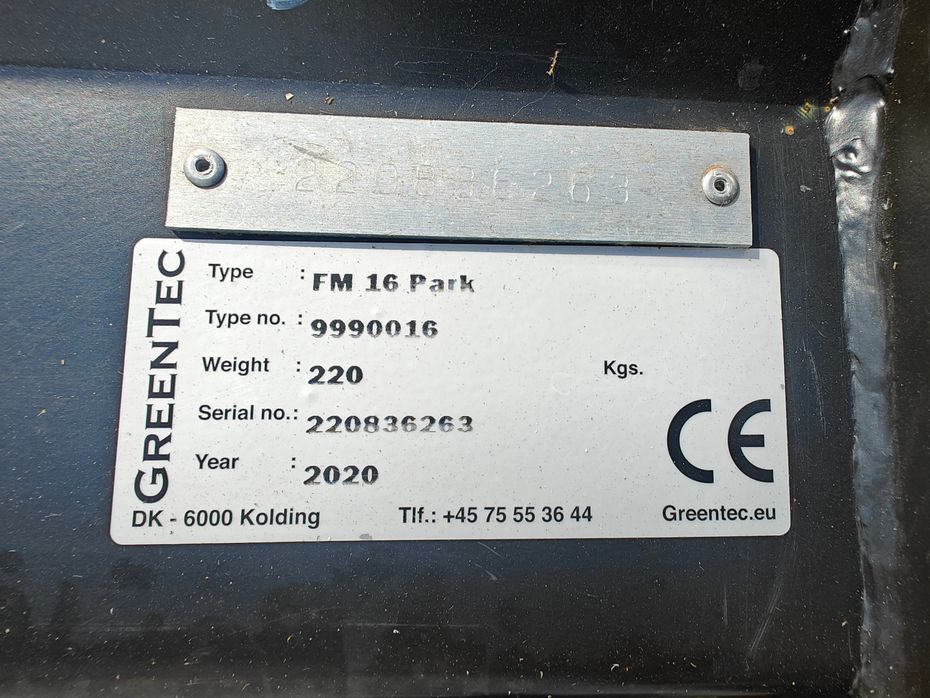 220836263
GREENTEC
Type : FM 16 Park
Type no. : 9990016
Weight : 220 Kgs.
Serial no.: 220836263
Year : 2020
CE
DK - 6000 Kolding Tlf.: +45 75 55 36 44 Greentec.eu